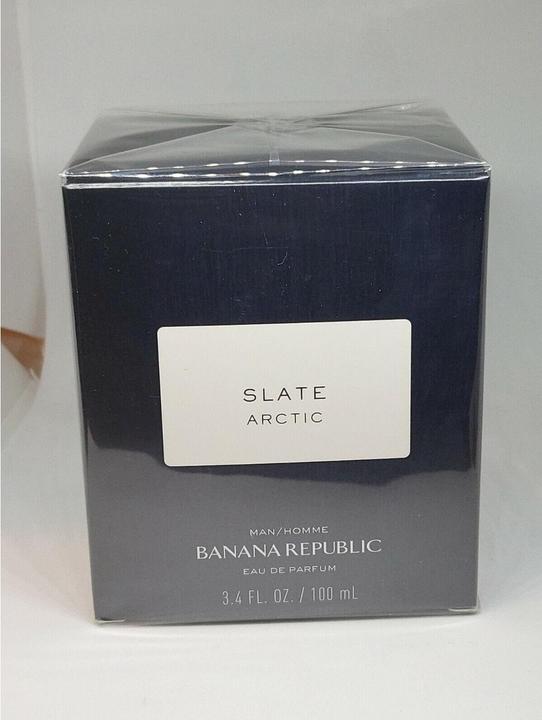 SLATE
ARCTIC
MAN/HOMME
BANANA REPUBLIC
EAU DE PARFUM
3.4 FL. OZ. / 100 mL